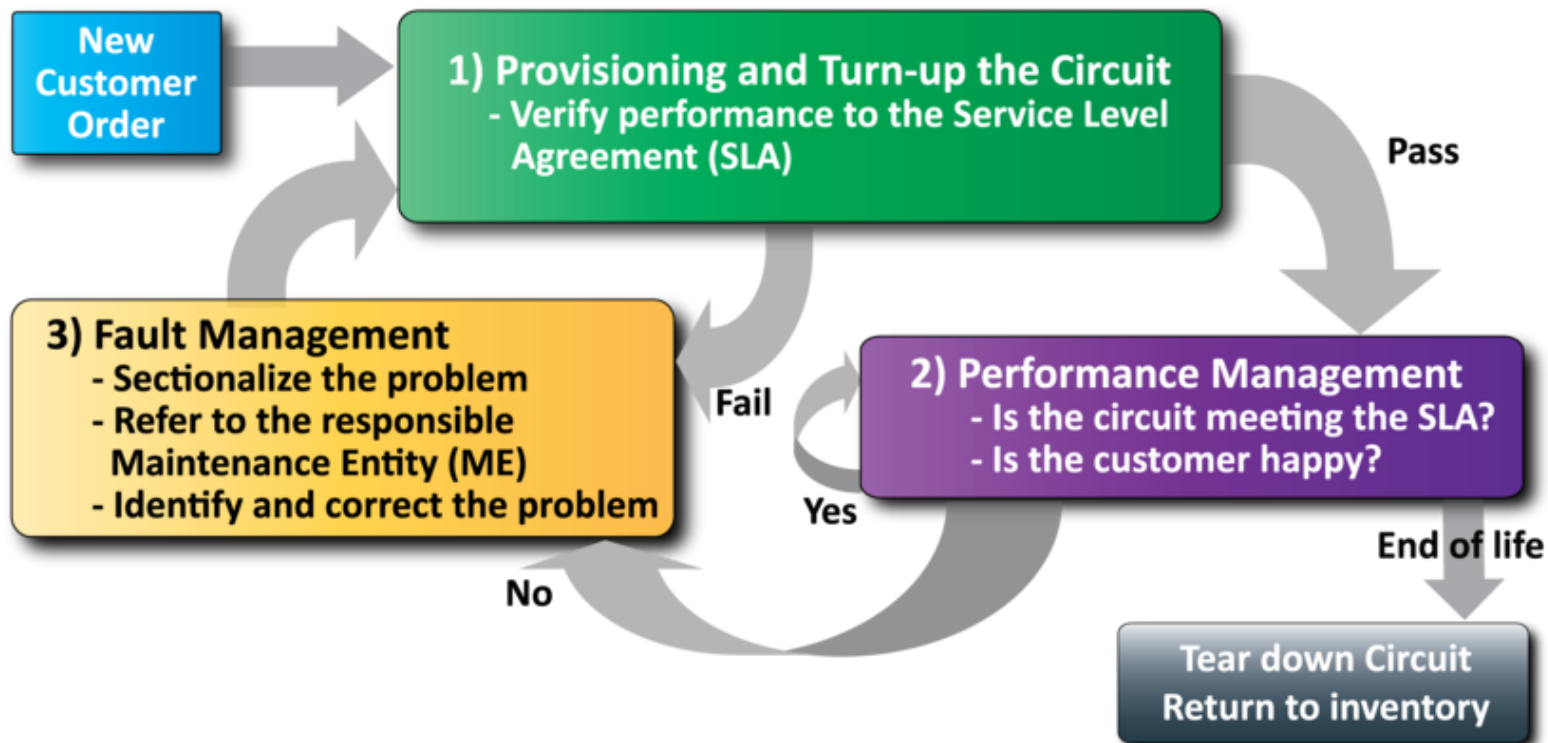 New
Customer
Order
1) Provisioning and Turn-up the Circuit
- Verify performance to the Service Level
Agreement (SLA)
Pass
3) Fault Management
- Sectionalize the problem
- Refer to the responsible
Maintenance Entity (ME)
- Identify and correct the problem
Fail
2) Performance Management
- Is the circuit meeting the SLA?
- Is the customer happy?
Yes
No
End of life
Tear down Circuit
Return to inventory